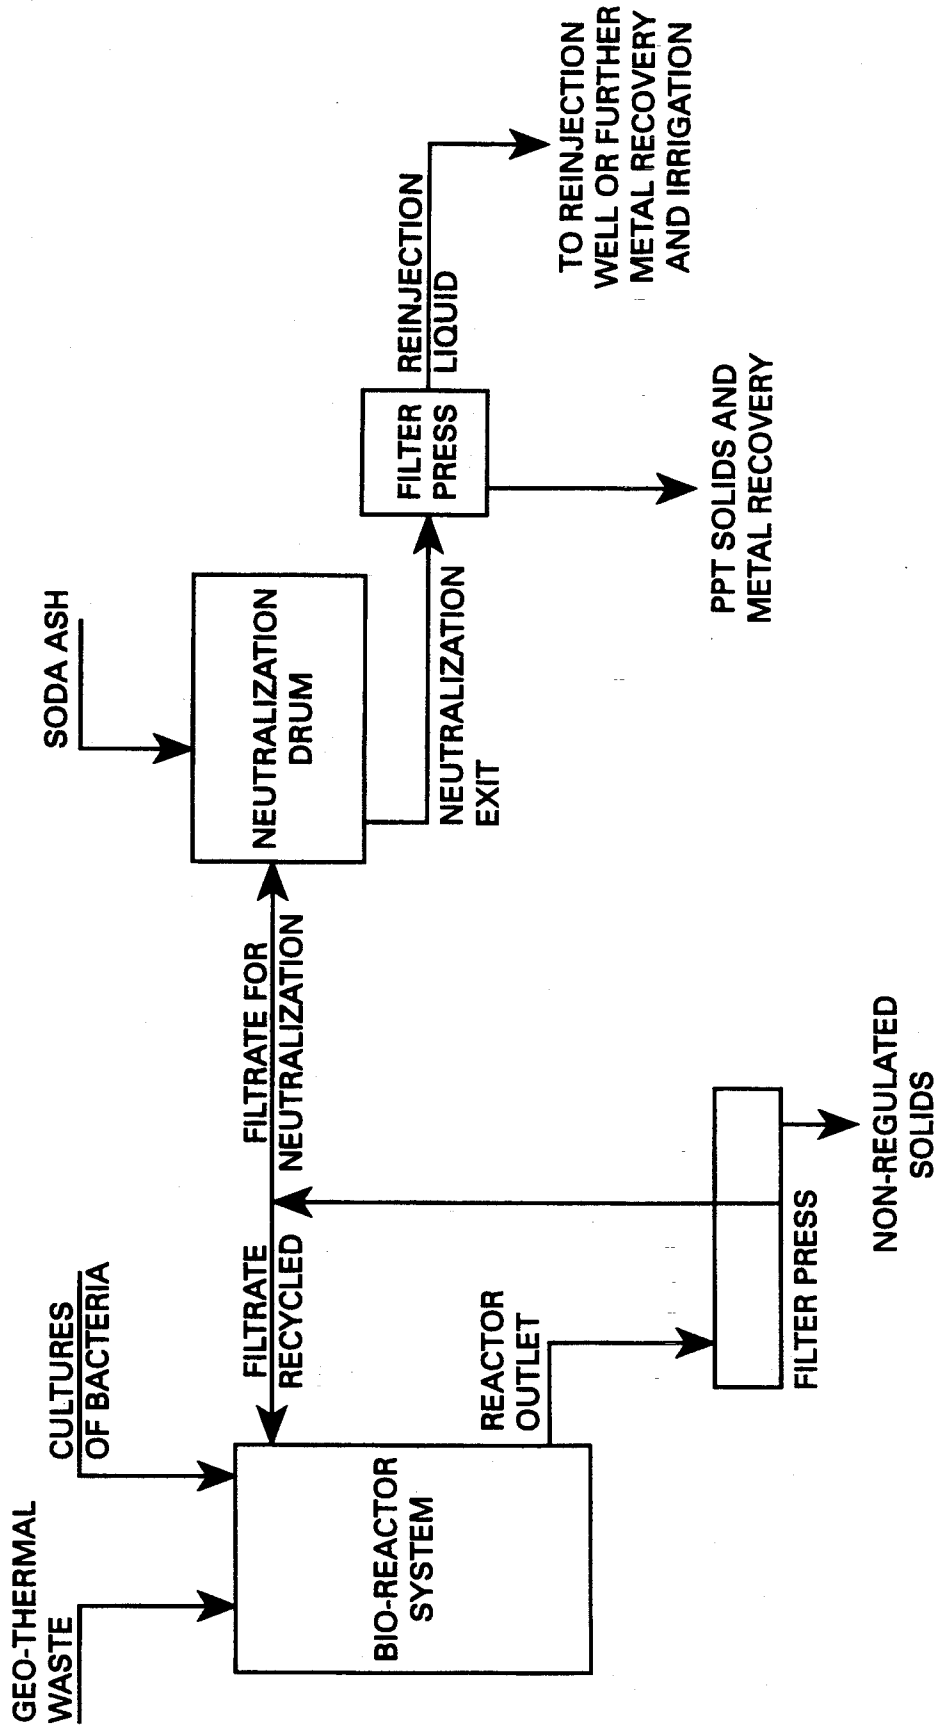 GEO-THERMAL
WASTE
CULTURES
OF BACTERIA
BIO-REACTOR
SYSTEM
FILTRATE
RECYCLED
REACTOR
OUTLET
FILTER PRESS
NON-REGULATED
SOLIDS
FILTRATE FOR
NEUTRALIZATION
SODA ASH
NEUTRALIZATION
DRUM
NEUTRALIZATION
EXIT
FILTER
PRESS
PPT SOLIDS AND
METAL RECOVERY
REINJECTION
LIQUID
TO REINJECTION
WELL OR FURTHER
METAL RECOVERY
AND IRRIGATION